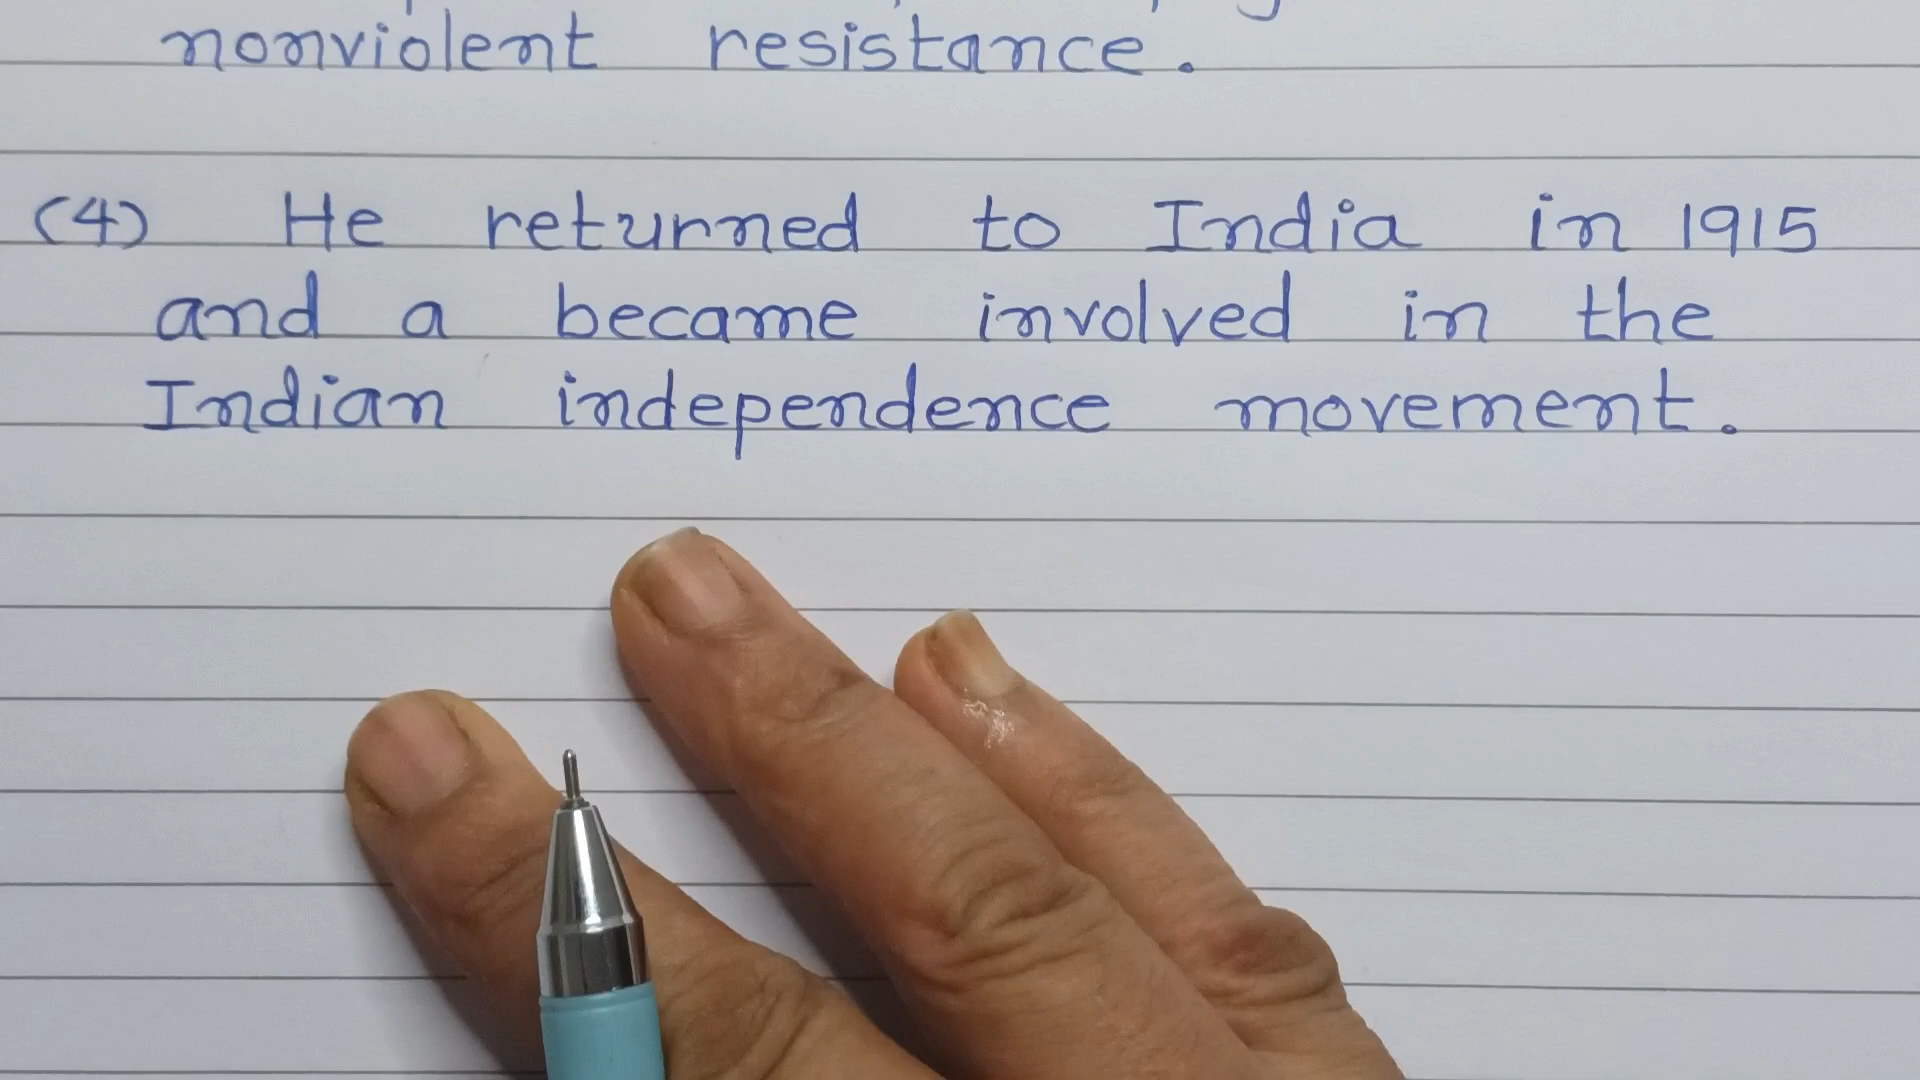 nonviolent resistance.
(4) He returned to India in 1915
and a became involved in the
Indian independence movement.